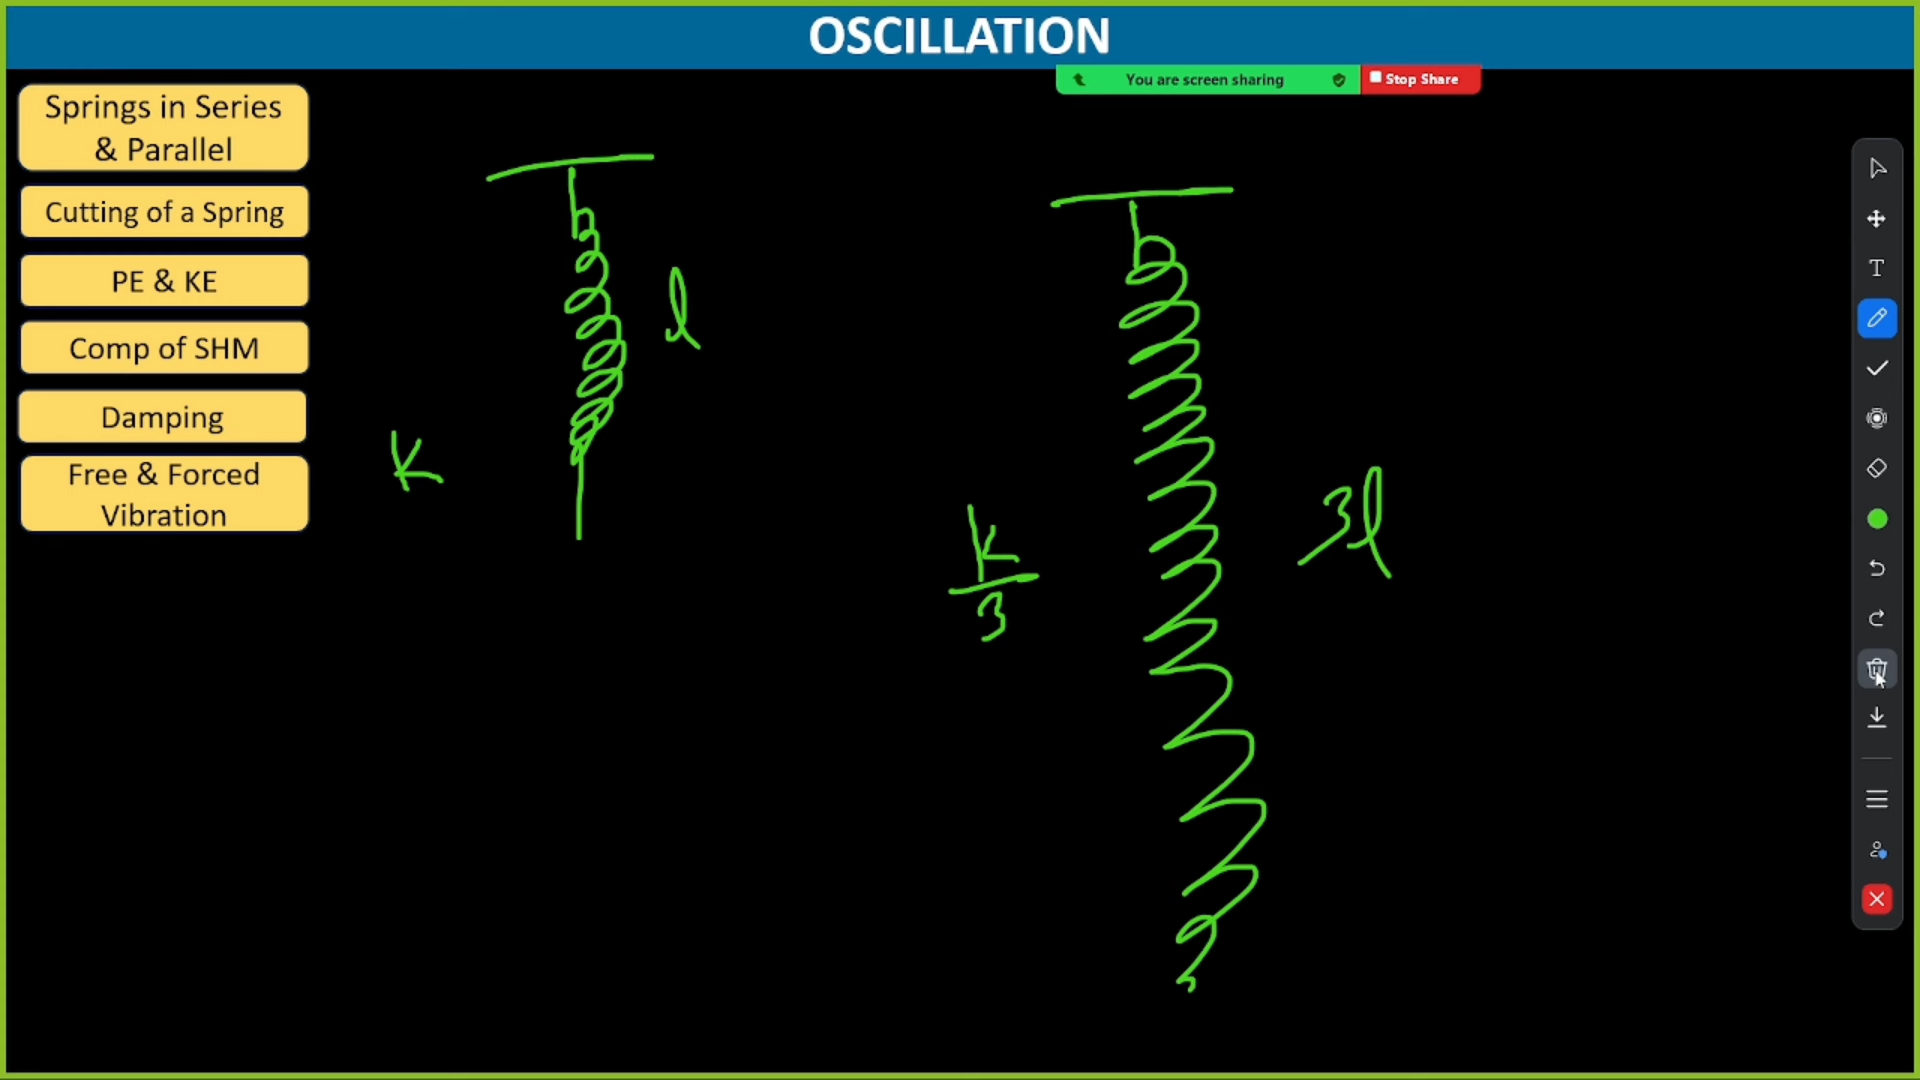 OSCILLATION
You are screen sharing
Stop Share
Springs in Series
& Parallel
Cutting of a Spring
PE & KE
Comp of SHM
Damping
Free & Forced
Vibration
K
l
k
3
3l
T